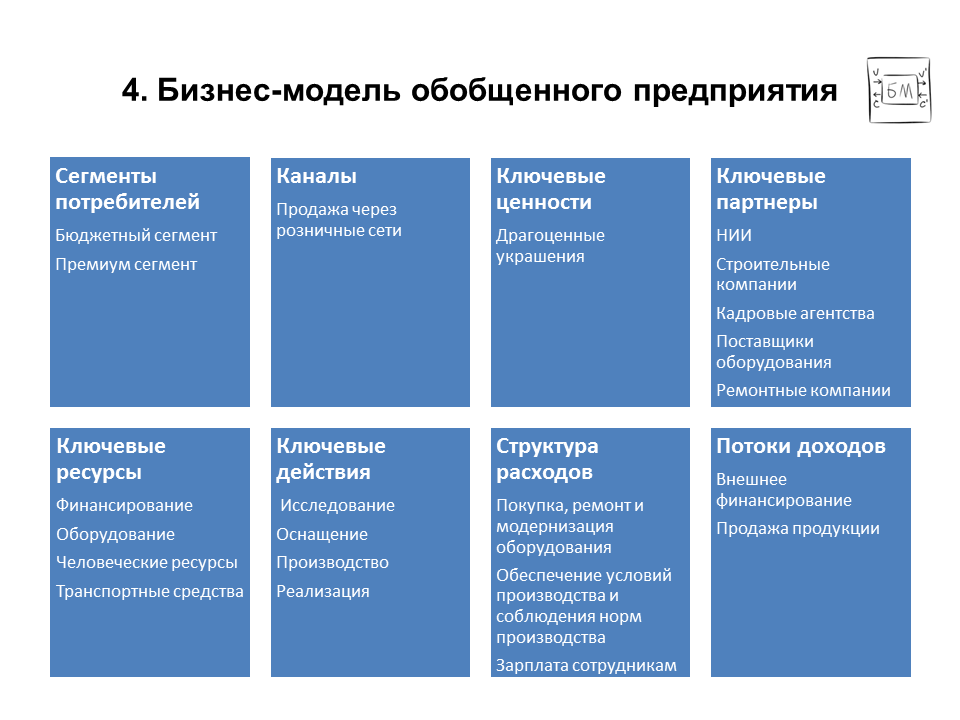 4. Бизнес-модель обобщенного предприятия
V
V'
БМ
C
C'
Сегменты
потребителей
Бюджетный сегмент
Премиум сегмент
Каналы
Продажа через
розничные сети
Ключевые
ценности
Драгоценные
украшения
Ключевые
партнеры
НИИ
Строительные
компании
Кадровые агентства
Поставщики
оборудования
Ремонтные компании
Ключевые
ресурсы
Финансирование
Оборудование
Человеческие ресурсы
Транспортные средства
Ключевые
действия
Исследование
Оснащение
Производство
Реализация
Структура
расходов
Покупка, ремонт и
модернизация
оборудования
Обеспечение условий
производства и
соблюдения норм
производства
Зарплата сотрудникам
Потоки доходов
Внешнее
финансирование
Продажа продукции